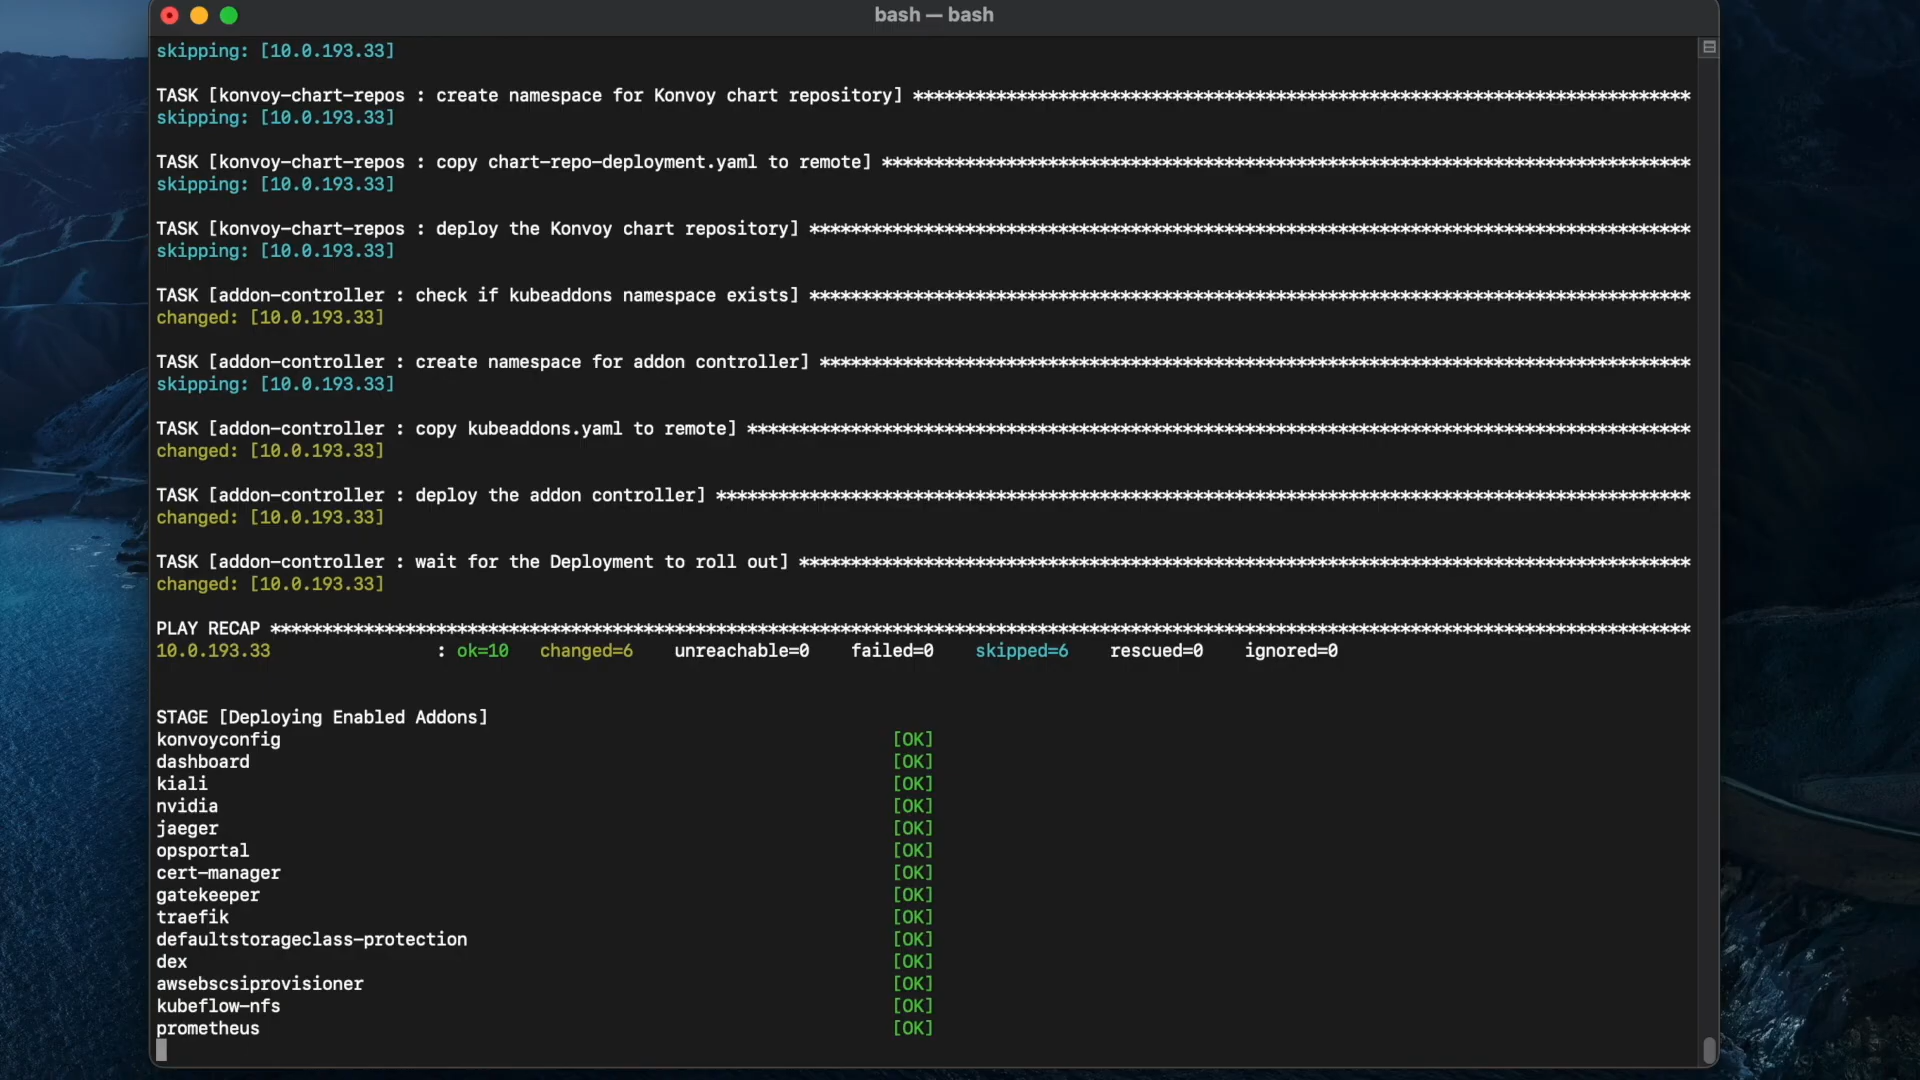 bash — bash
skipping: [10.0.193.33]
TASK [konvoy-chart-repos : create namespace for Konvoy chart repository] ***************************************************************************
skipping: [10.0.193.33]
TASK [konvoy-chart-repos : copy chart-repo-deployment.yaml to remote] ******************************************************************************
skipping: [10.0.193.33]
TASK [konvoy-chart-repos : deploy the Konvoy chart repository] *************************************************************************************
skipping: [10.0.193.33]
TASK [addon-controller : check if kubeaddons namespace exists] *************************************************************************************
changed: [10.0.193.33]
TASK [addon-controller : create namespace for addon controller] ************************************************************************************
skipping: [10.0.193.33]
TASK [addon-controller : copy kubeaddons.yaml to remote] *******************************************************************************************
changed: [10.0.193.33]
TASK [addon-controller : deploy the addon controller] **********************************************************************************************
changed: [10.0.193.33]
TASK [addon-controller : wait for the Deployment to roll out] **************************************************************************************
changed: [10.0.193.33]
PLAY RECAP *****************************************************************************************************************************************
10.0.193.33 : ok=10 changed=6 unreachable=0 failed=0 skipped=6 rescued=0 ignored=0
STAGE [Deploying Enabled Addons]
konvoyconfig [OK]
dashboard [OK]
kiali [OK]
nvidia [OK]
jaeger [OK]
opsportal [OK]
cert-manager [OK]
gatekeeper [OK]
traefik [OK]
defaultstorageclass-protection [OK]
dex [OK]
awsebscsiprovisioner [OK]
kubeflow-nfs [OK]
prometheus [OK]